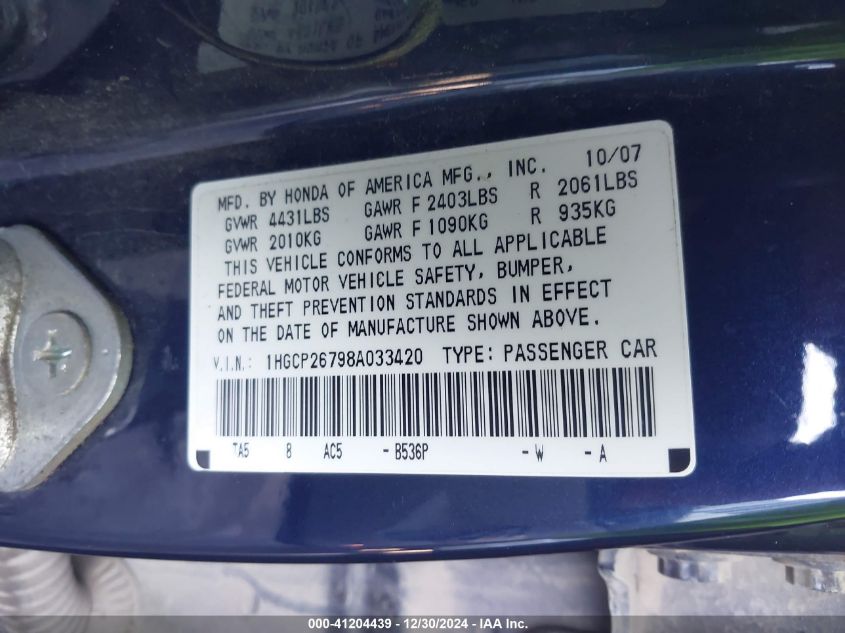 MFD. BY HONDA OF AMERICA MFG., INC. 10/07
GVWR 4431LBS GAWR F 2403LBS R 2061LBS
GVWR 2010KG GAWR F 1090KG R 935KG
THIS VEHICLE CONFORMS TO ALL APPLICABLE
FEDERAL MOTOR VEHICLE SAFETY, BUMPER,
AND THEFT PREVENTION STANDARDS IN EFFECT
ON THE DATE OF MANUFACTURE SHOWN ABOVE.
V.I.N.: 1HGCP26798A033420 TYPE: PASSENGER CAR
TA5 8 AC5 -B536P -W -A
000-41204439 - 12/30/2024 - IAA Inc.